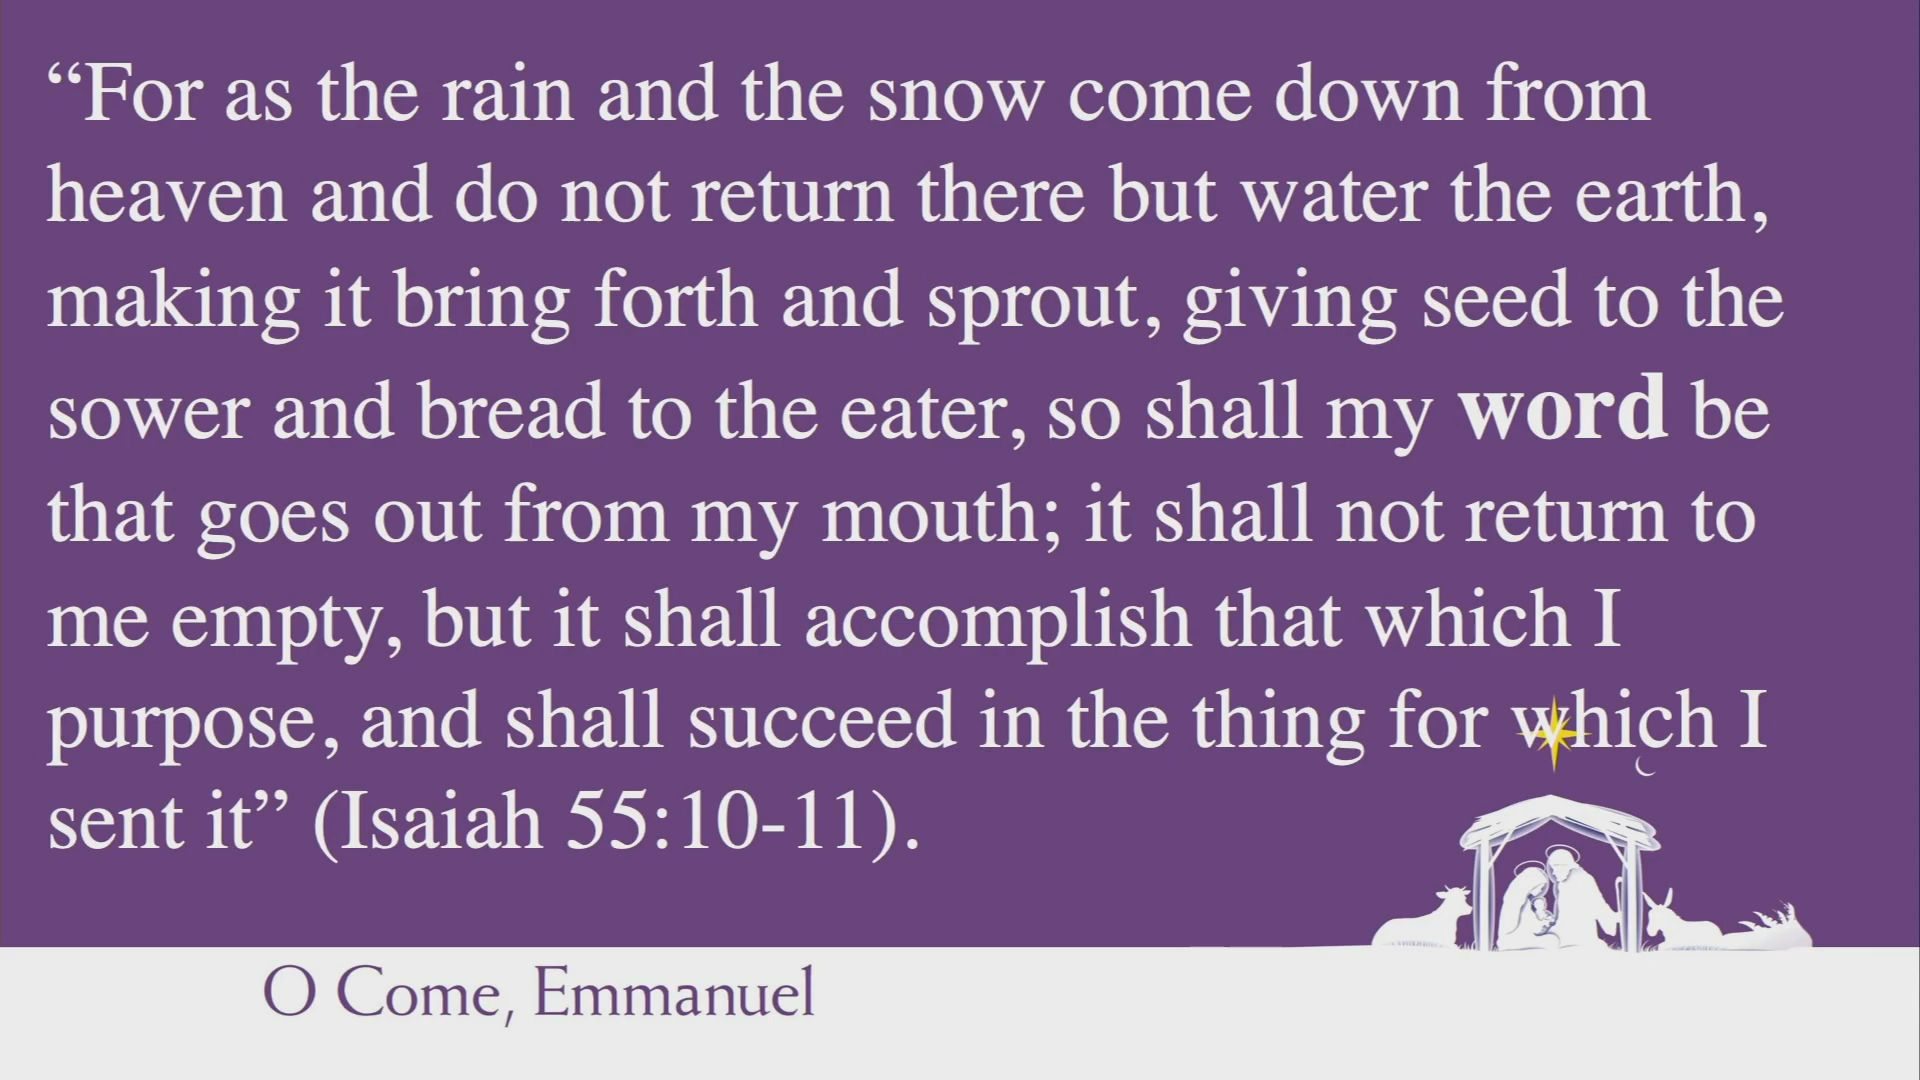 “For as the rain and the snow come down from
heaven and do not return there but water the earth,
making it bring forth and sprout, giving seed to the
sower and bread to the eater, so shall my word be
that goes out from my mouth; it shall not return to
me empty, but it shall accomplish that which I
purpose, and shall succeed in the thing for which I
sent it” (Isaiah 55:10-11).
O Come, Emmanuel